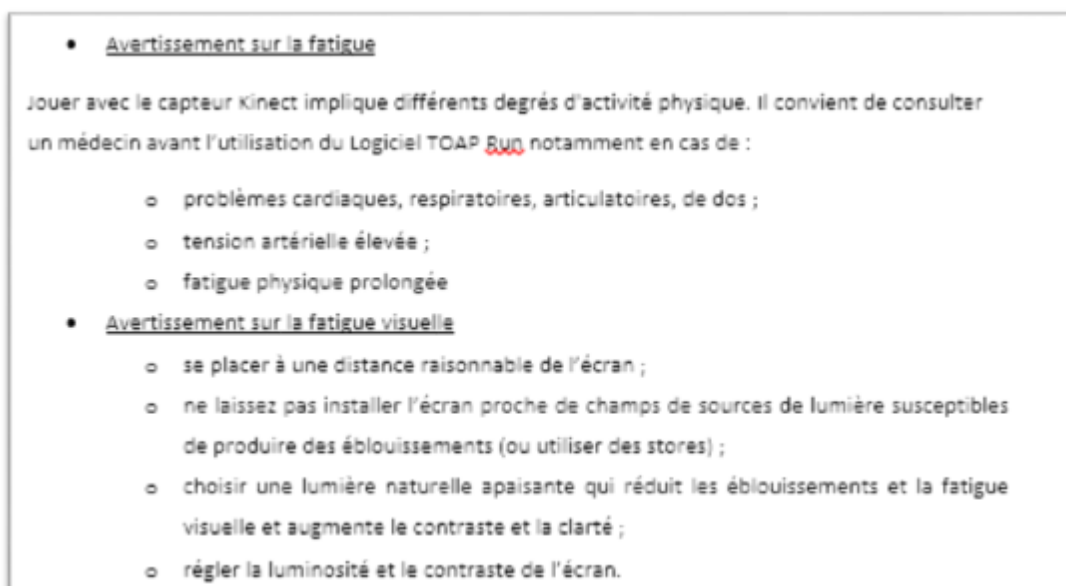 • Avertissement sur la fatigue
Jouer avec le capteur Kinect implique différents degrés d'activité physique. Il convient de consulter
un médecin avant l'utilisation du Logiciel TOAP Run notamment en cas de :
o problèmes cardiaques, respiratoires, articulatoires, de dos ;
o tension artérielle élevée ;
o fatigue physique prolongée
• Avertissement sur la fatigue visuelle
o se placer à une distance raisonnable de l'écran ;
o ne laissez pas installer l'écran proche de champs de sources de lumière susceptibles
de produire des éblouissements (ou utiliser des stores) ;
o choisir une lumière naturelle apaisante qui réduit les éblouissements et la fatigue
visuelle et augmente le contraste et la clarté ;
o régler la luminosité et le contraste de l'écran.